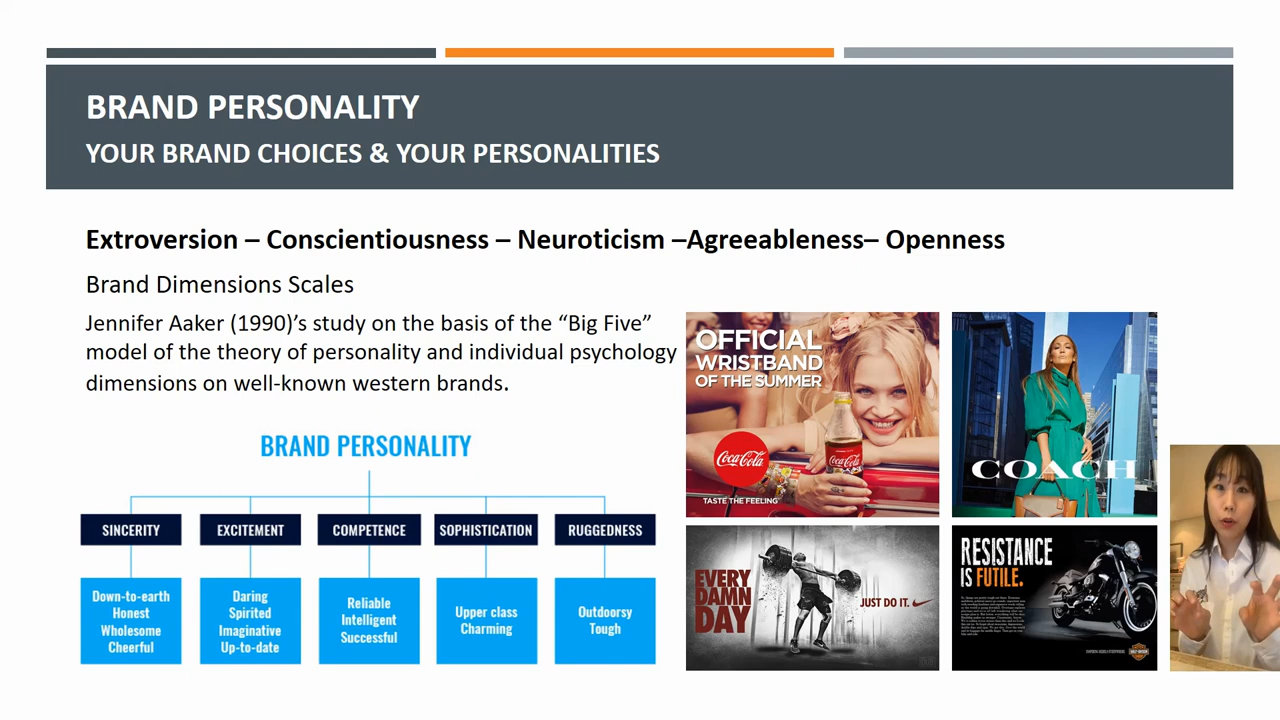 BRAND PERSONALITY
YOUR BRAND CHOICES & YOUR PERSONALITIES
Extroversion – Conscientiousness – Neuroticism –Agreeableness– Openness
Brand Dimensions Scales
Jennifer Aaker (1990)’s study on the basis of the “Big Five”
model of the theory of personality and individual psychology
dimensions on well-known western brands.
BRAND PERSONALITY
SINCERITY
EXCITEMENT
COMPETENCE
SOPHISTICATION
RUGGEDNESS
Down-to-earth
Honest
Wholesome
Cheerful
Daring
Spirited
Imaginative
Up-to-date
Reliable
Intelligent
Successful
Upper class
Charming
Outdoorsy
Tough
OFFICIAL
WRISTBAND
OF THE SUMMER
Coca-Cola
Coca-Cola
TASTE THE FEELING
COACH
EVERY
DAMN
DAY
JUST DO IT.
RESISTANCE
IS FUTILE.